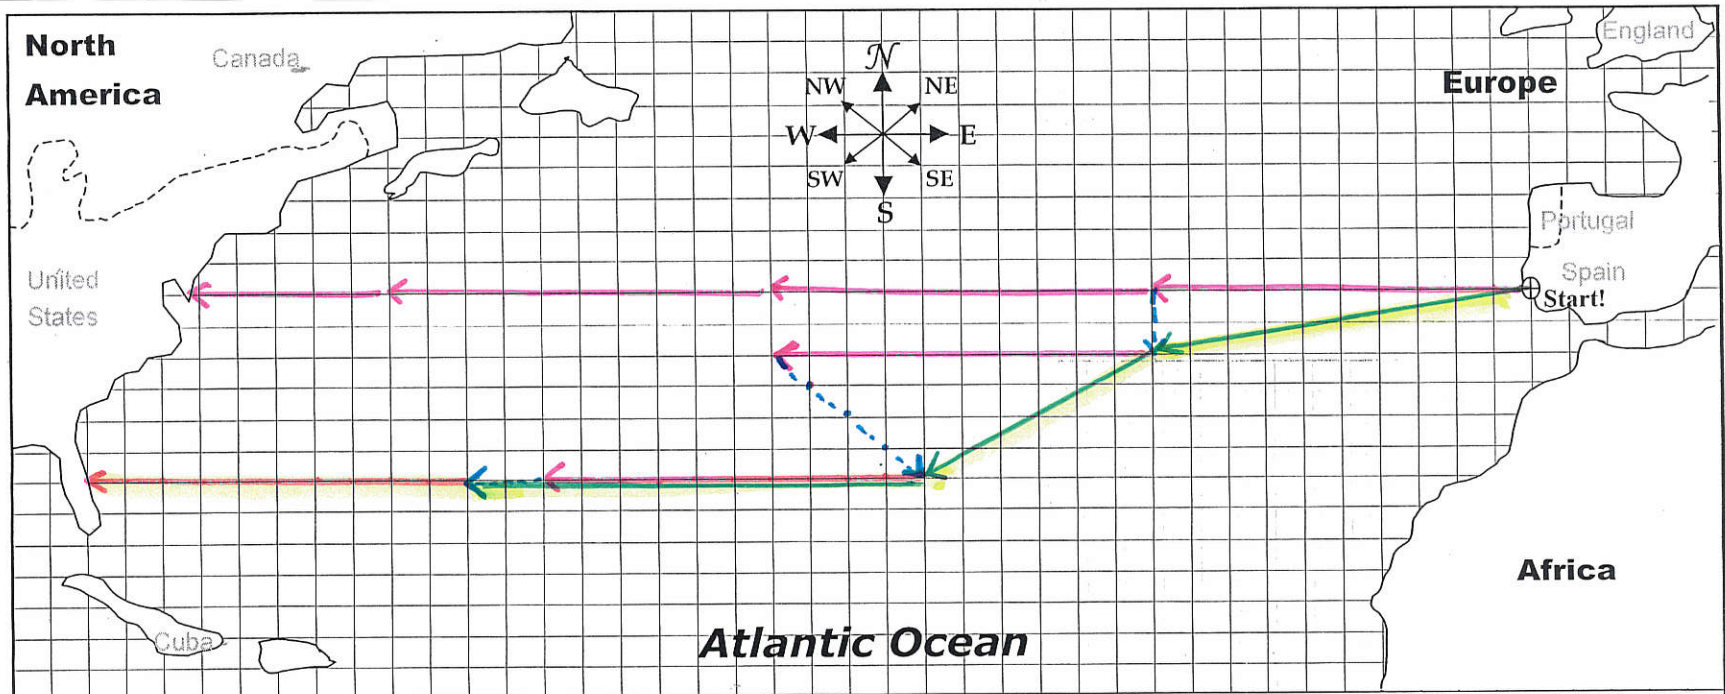 North
America
Canada
N
NW
NE
W
E
SW
SE
S
England
Europe
Portugal
Spain
Start!
United
States
Africa
Cuba
Atlantic Ocean